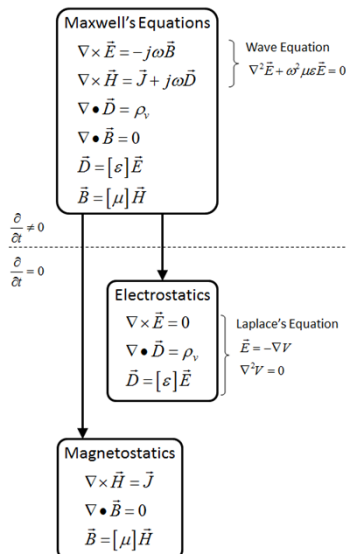 Maxwell's Equations
∇ × E⃗ = −jωB⃗
∇ × H⃗ = J⃗ + jωD⃗
∇ • D⃗ = ρᵥ
∇ • B⃗ = 0
D⃗ = [ε]E⃗
B⃗ = [μ]H⃗
Wave Equation
∇²E⃗ + ω²μεE⃗ = 0
∂/∂t ≠ 0
∂/∂t = 0
Electrostatics
∇ × E⃗ = 0
∇ • D⃗ = ρᵥ
D⃗ = [ε]E⃗
Laplace's Equation
E⃗ = −∇V
∇²V = 0
Magnetostatics
∇ × H⃗ = J⃗
∇ • B⃗ = 0
B⃗ = [μ]H⃗